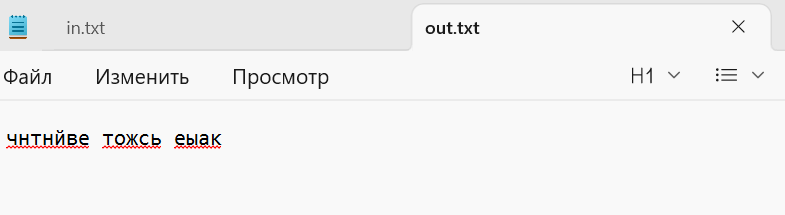 in.txt out.txt
Файл Изменить Просмотр H1
чнтнйве тожсь еыак